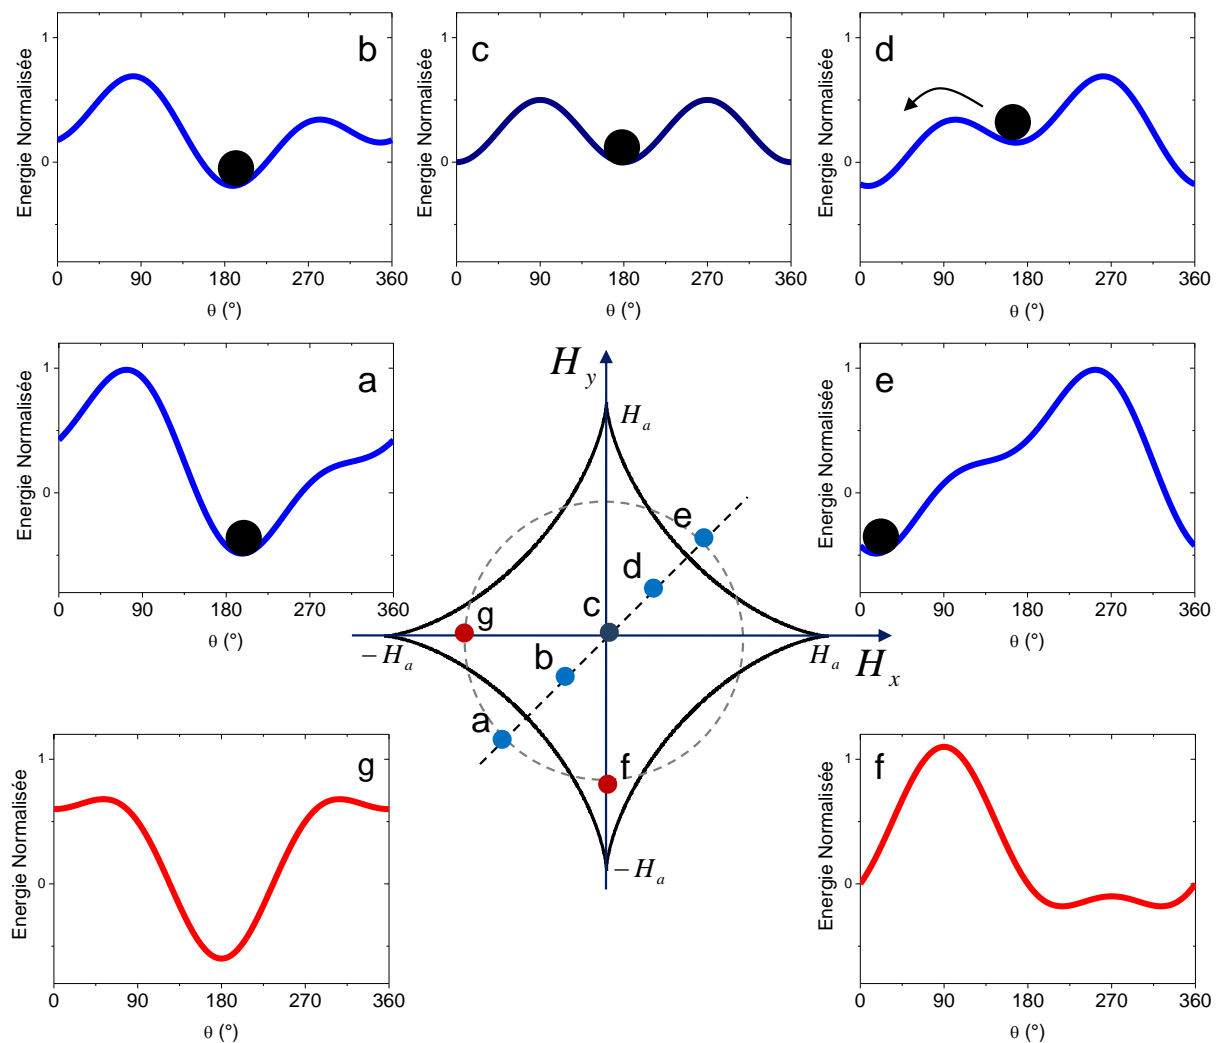 b
Energie Normalisée
1
0
0 90 180 270 360
θ (°)
c
Energie Normalisée
1
0
0 90 180 270 360
θ (°)
d
Energie Normalisée
1
0
0 90 180 270 360
θ (°)
a
Energie Normalisée
1
0
0 90 180 270 360
θ (°)
H y
H a
e
d
c
g
−H a
H a
H x
b
a
f
−H a
e
Energie Normalisée
1
0
0 90 180 270 360
θ (°)
g
Energie Normalisée
1
0
0 90 180 270 360
θ (°)
f
Energie Normalisée
1
0
0 90 180 270 360
θ (°)